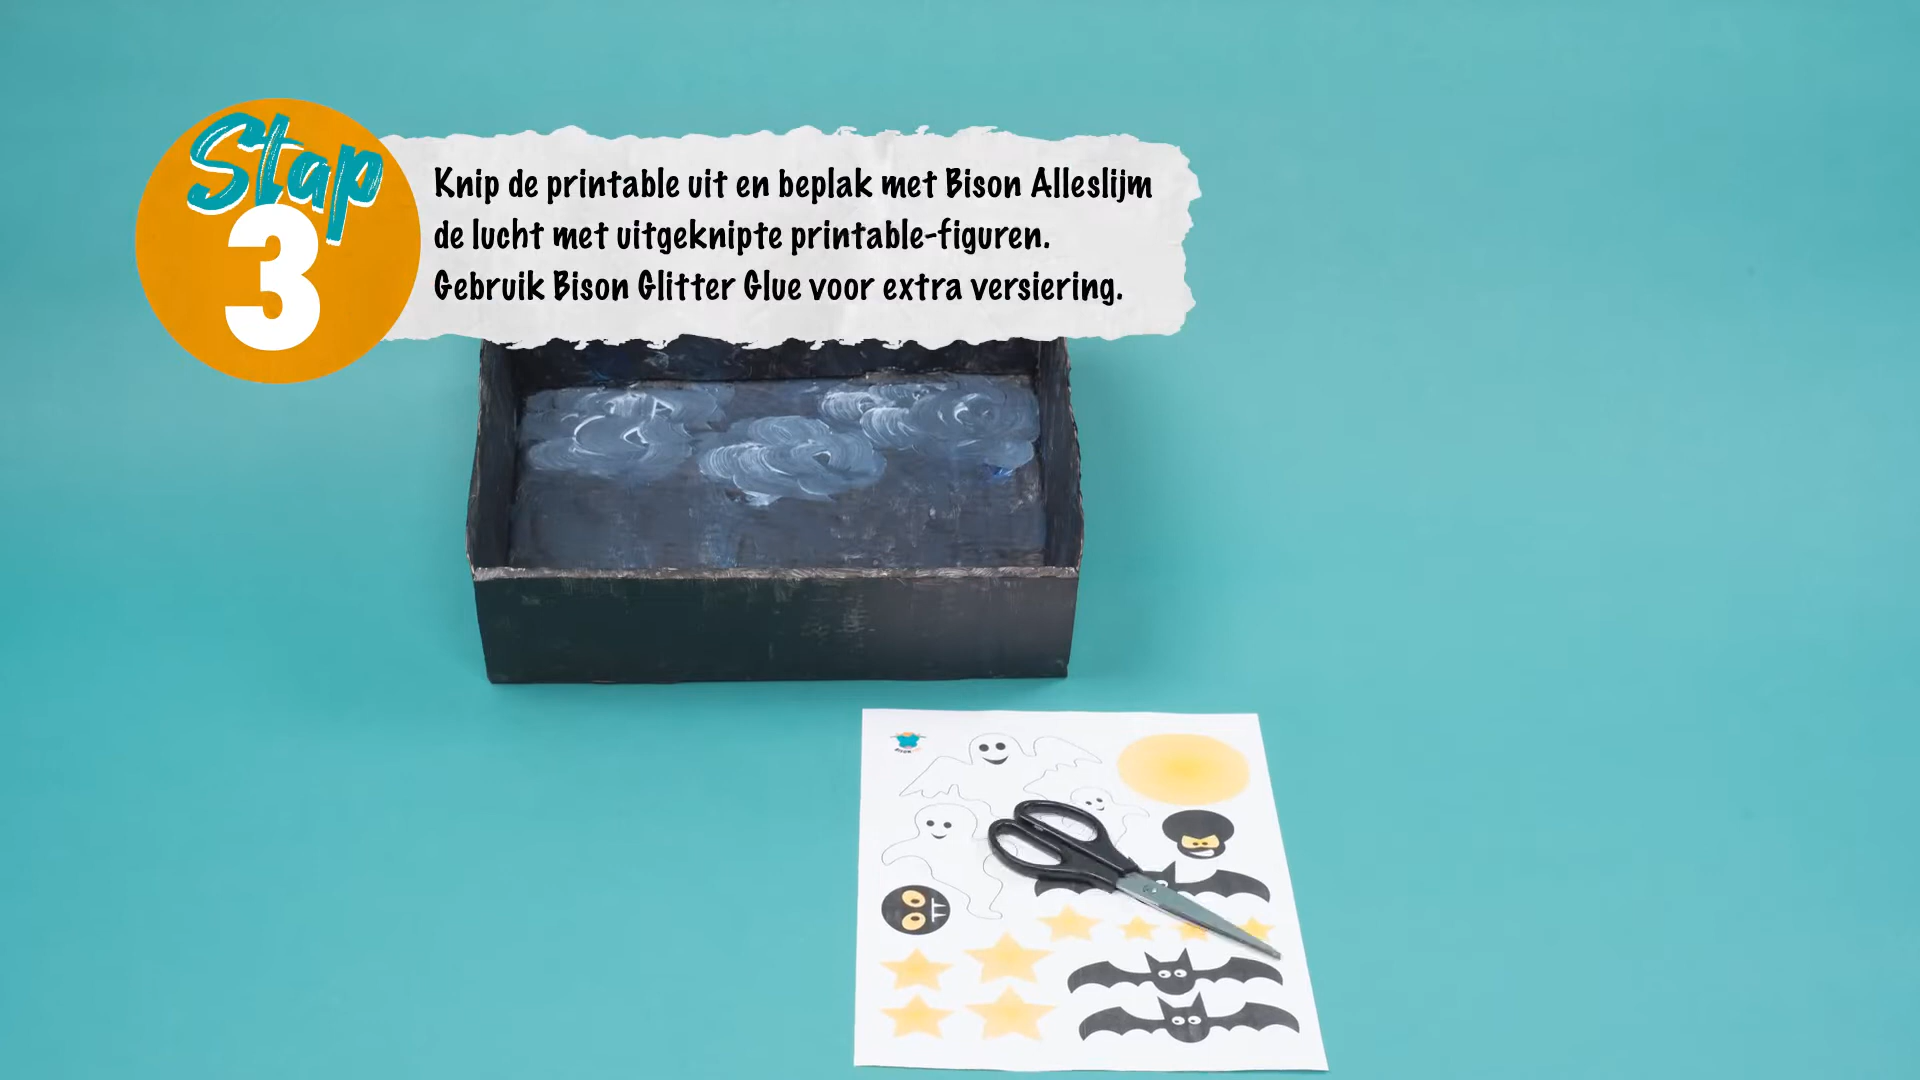 Stap
3
Knip de printable uit en beplak met Bison Alleslijm
de lucht met uitgeknipte printable-figuren.
Gebruik Bison Glitter Glue voor extra versiering.